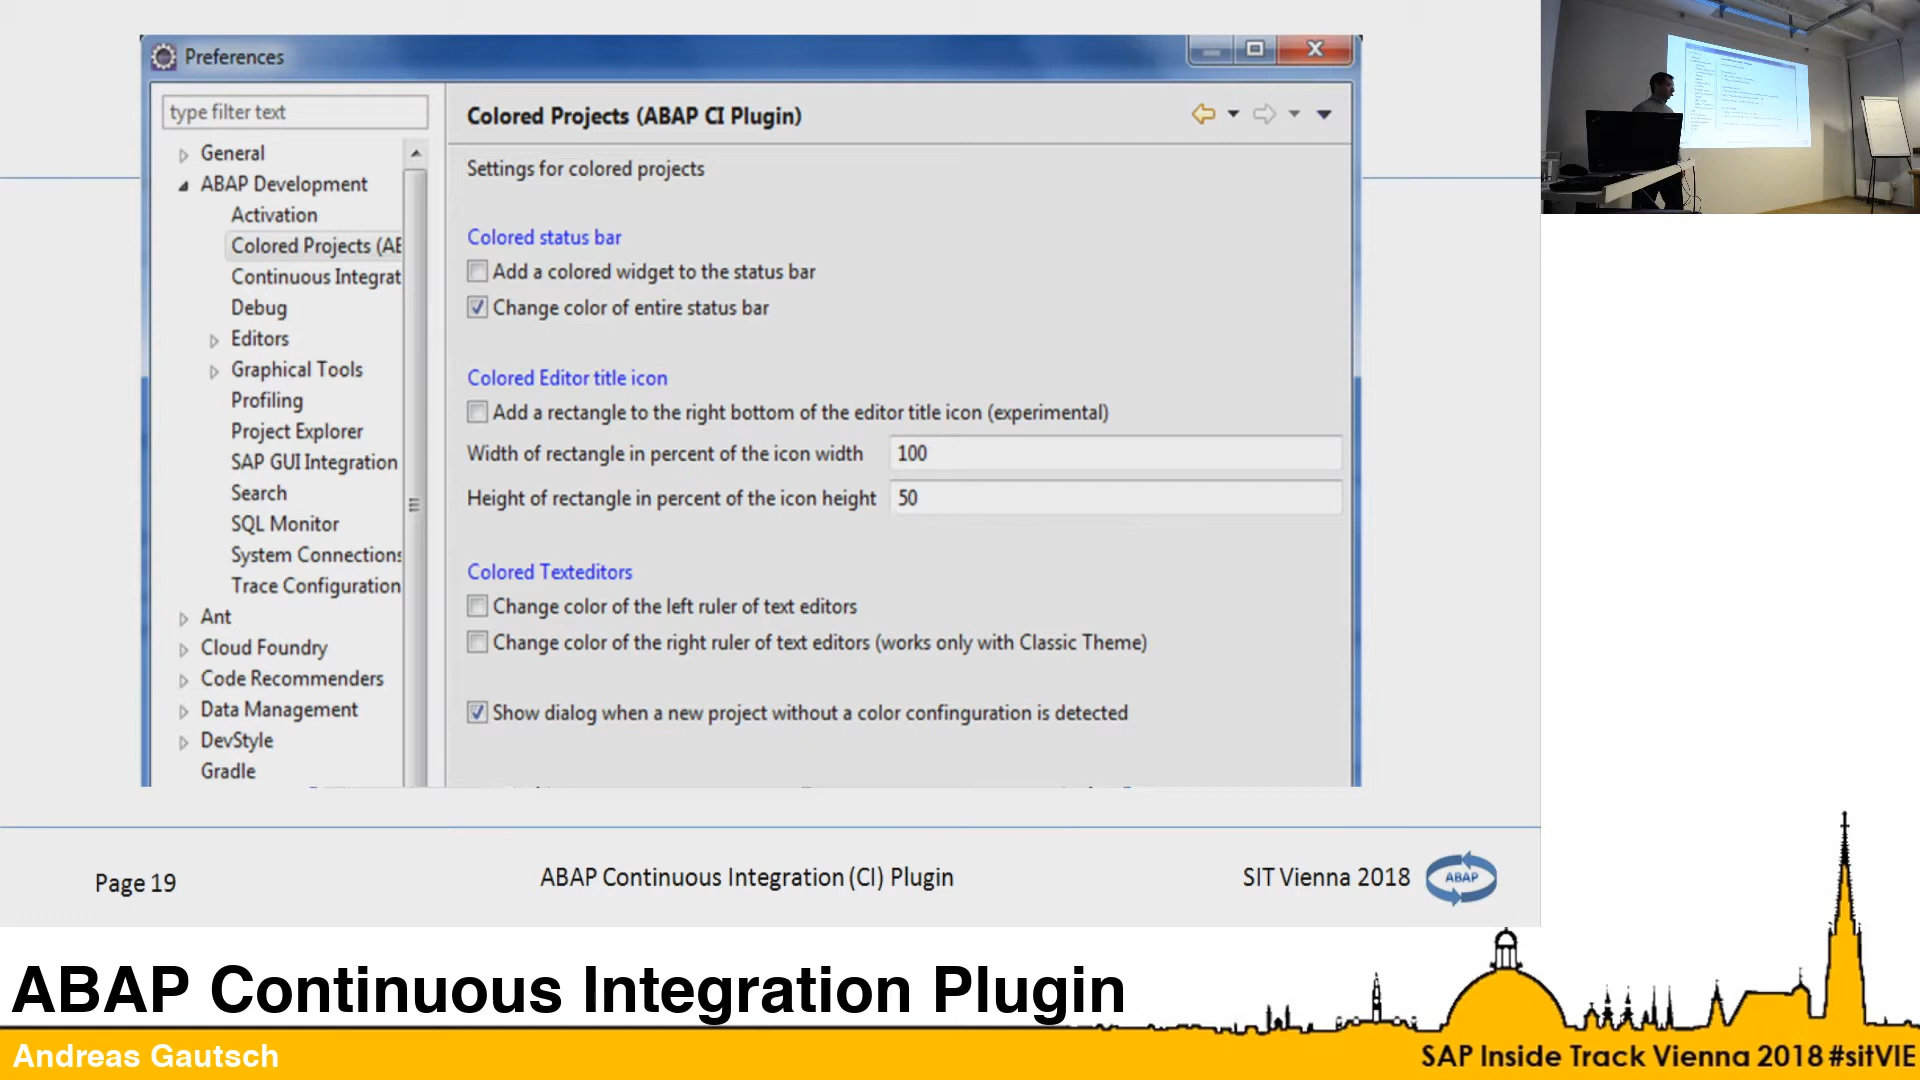 Preferences
type filter text
General
ABAP Development
Activation
Colored Projects (AB
Continuous Integrat
Debug
Editors
Graphical Tools
Profiling
Project Explorer
SAP GUI Integration
Search
SQL Monitor
System Connections
Trace Configuration
Ant
Cloud Foundry
Code Recommenders
Data Management
DevStyle
Gradle
Colored Projects (ABAP CI Plugin)
Settings for colored projects
Colored status bar
Add a colored widget to the status bar
Change color of entire status bar
Colored Editor title icon
Add a rectangle to the right bottom of the editor title icon (experimental)
Width of rectangle in percent of the icon width 100
Height of rectangle in percent of the icon height 50
Colored Texteditors
Change color of the left ruler of text editors
Change color of the right ruler of text editors (works only with Classic Theme)
Show dialog when a new project without a color confinguration is detected
Page 19
ABAP Continuous Integration (CI) Plugin
SIT Vienna 2018
ABAP
ABAP Continuous Integration Plugin
Andreas Gautsch
SAP Inside Track Vienna 2018 #sitVIE